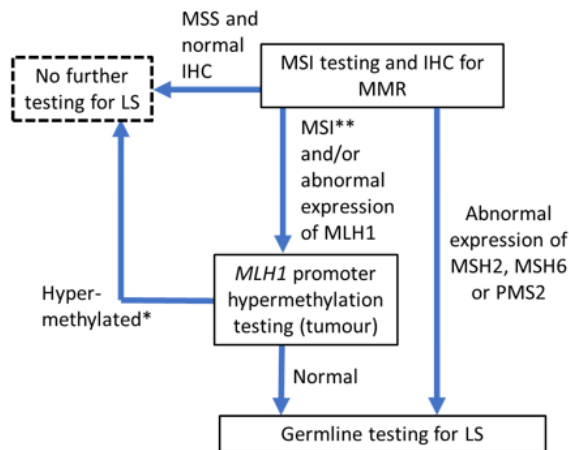 MSS and
normal
IHC
No further
testing for LS
MSI testing and IHC for
MMR
MSI**
and/or
abnormal
expression
of MLH1
Abnormal
expression of
MSH2, MSH6
or PMS2
Hyper-
methylated*
MLH1 promoter
hypermethylation
testing (tumour)
Normal
Germline testing for LS